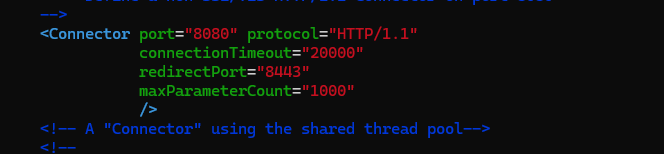 -->
<Connector port="8080" protocol="HTTP/1.1"
connectionTimeout="20000"
redirectPort="8443"
maxParameterCount="1000"
/>
<!-- A "Connector" using the shared thread pool-->
<!--